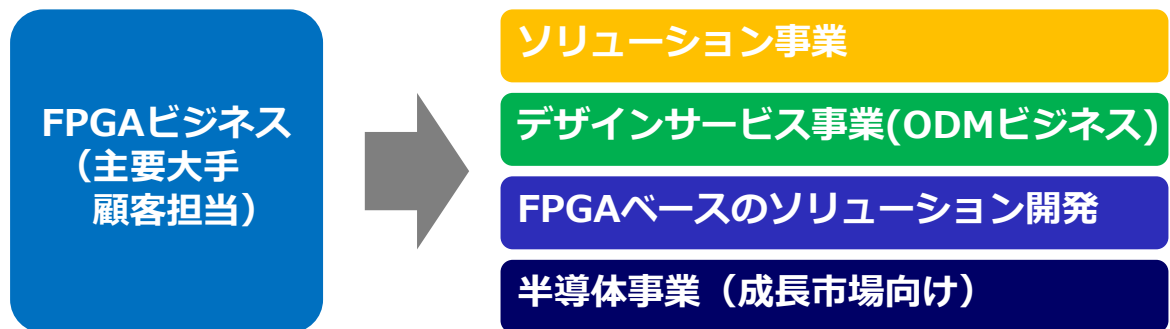 FPGAビジネス
（主要大手
顧客担当）
ソリューション事業
デザインサービス事業(ODMビジネス)
FPGAベースのソリューション開発
半導体事業（成長市場向け）